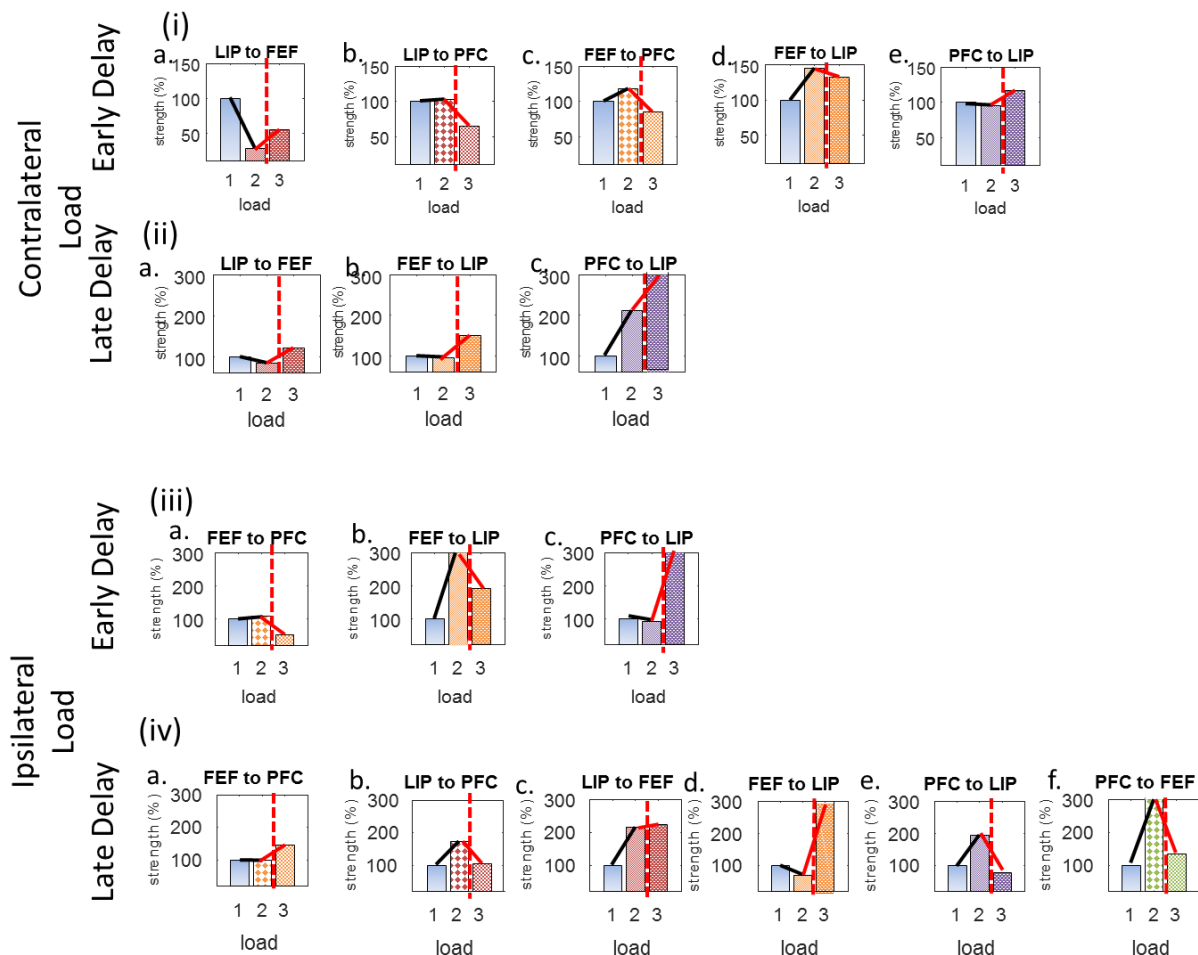 Contralateral
Load
Early Delay
(i)
a.
LIP to FEF
150
100
50
strength (%)
1 2 3
load
b.
LIP to PFC
150
100
50
strength (%)
1 2 3
load
c.
FEF to PFC
150
100
50
strength (%)
1 2 3
load
d.
FEF to LIP
150
100
50
strength (%)
1 2 3
load
e.
PFC to LIP
150
100
50
strength (%)
1 2 3
load
Late Delay
(ii)
a.
LIP to FEF
300
200
100
strength (%)
1 2 3
load
b.
FEF to LIP
300
200
100
strength (%)
1 2 3
load
c.
PFC to LIP
300
200
100
strength (%)
1 2 3
load
Ipsilateral
Load
Early Delay
(iii)
a.
FEF to PFC
300
200
100
strength (%)
1 2 3
load
b.
FEF to LIP
300
200
100
strength (%)
1 2 3
load
c.
PFC to LIP
300
200
100
strength (%)
1 2 3
load
Late Delay
(iv)
a.
FEF to PFC
300
200
100
strength (%)
1 2 3
load
b.
LIP to PFC
300
200
100
strength (%)
1 2 3
load
c.
LIP to FEF
300
200
100
strength (%)
1 2 3
load
d.
FEF to LIP
300
200
100
strength (%)
1 2 3
load
e.
PFC to LIP
300
200
100
strength (%)
1 2 3
load
f.
PFC to FEF
300
200
100
strength (%)
1 2 3
load